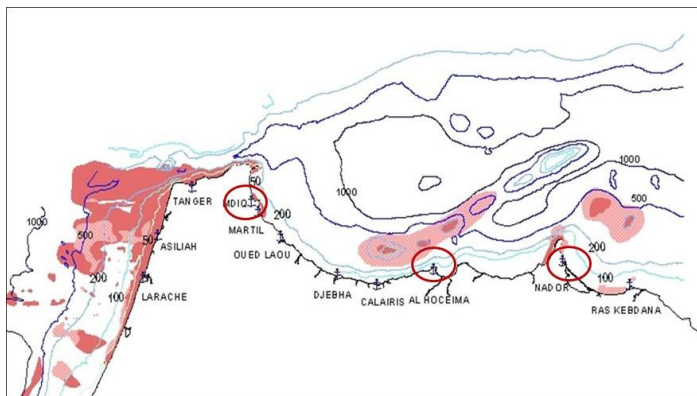 1000
1000
500
50
1000
TANGER
MDIQ
200
MARTIL
500
50
ASILIAH
OUED LAOU
200
200
100
LARACHE
DJEBHA
CALAIRIS
AL HOCEIMA
NADOR
100
RAS KEBDANA